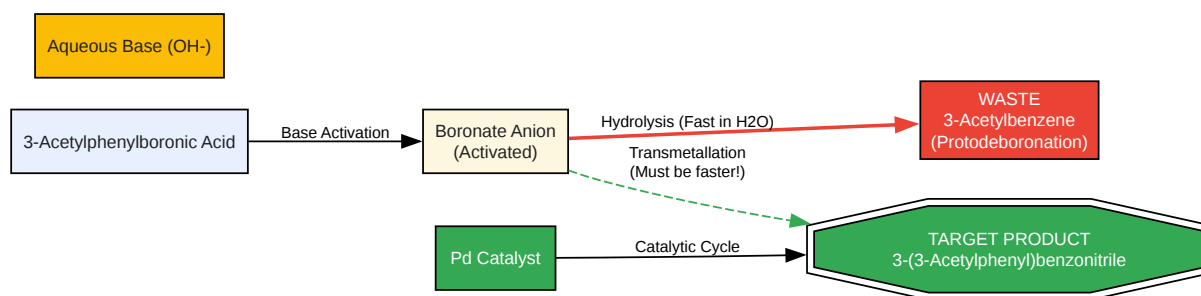 Aqueous Base (OH-)
3-Acetylphenylboronic Acid
Base Activation
Boronate Anion
(Activated)
Hydrolysis (Fast in H2O)
Transmetallation
(Must be faster!)
WASTE
3-Acetylbenzene
(Protodeboronation)
Pd Catalyst
Catalytic Cycle
TARGET PRODUCT
3-(3-Acetylphenyl)benzonitrile